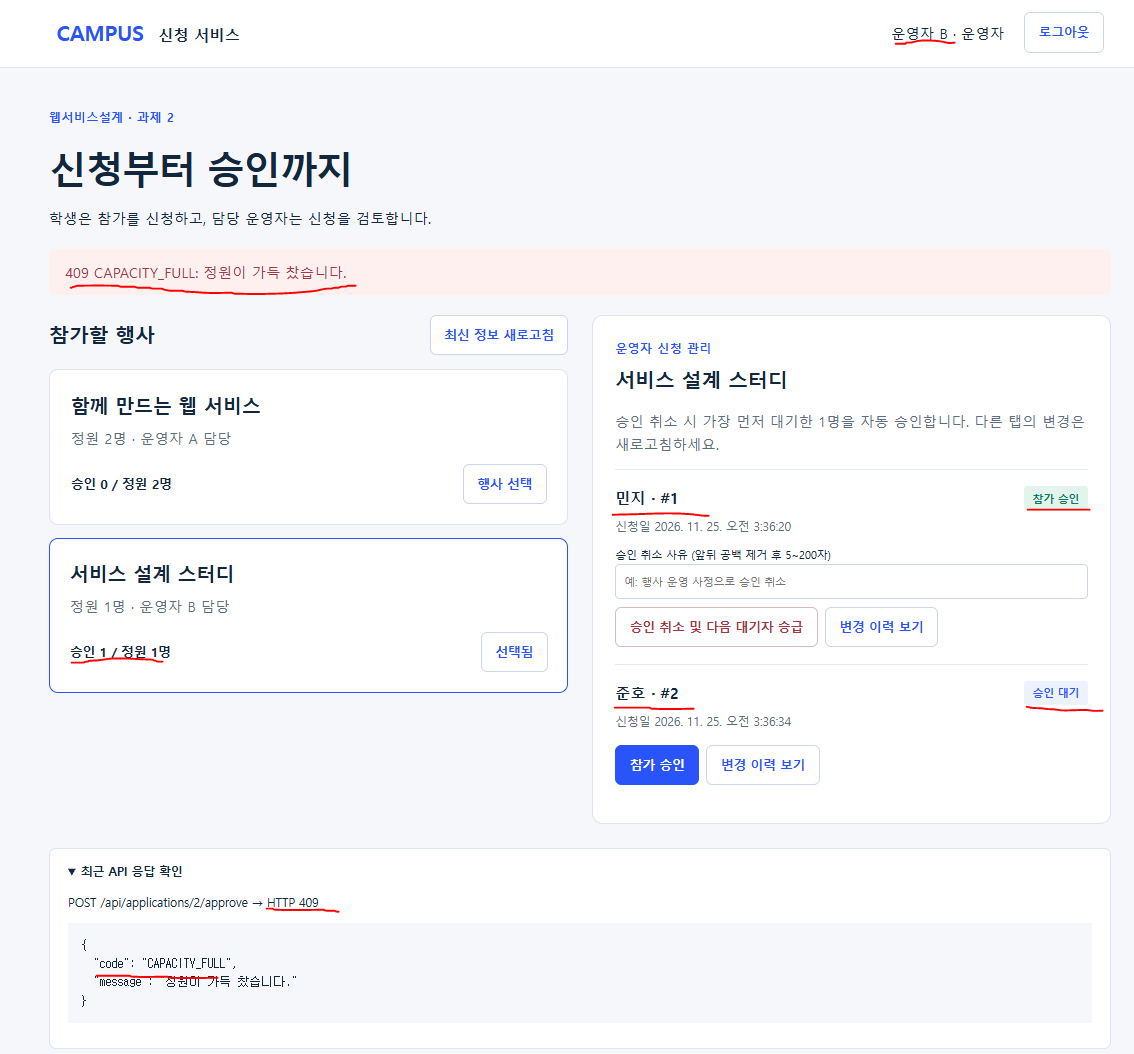 CAMPUS 신청 서비스
운영자 B · 운영자
로그아웃
웹서비스설계 · 과제 2
신청부터 승인까지
학생은 참가를 신청하고, 담당 운영자는 신청을 검토합니다.
409 CAPACITY_FULL: 정원이 가득 찼습니다.
참가할 행사
최신 정보 새로고침
함께 만드는 웹 서비스
정원 2명 · 운영자 A 담당
승인 0 / 정원 2명
행사 선택
서비스 설계 스터디
정원 1명 · 운영자 B 담당
승인 1 / 정원 1명
선택됨
운영자 신청 관리
서비스 설계 스터디
승인 취소 시 가장 먼저 대기한 1명을 자동 승인합니다. 다른 탭의 변경은
새로고침하세요.
민지 · #1
참가 승인
신청일 2026. 11. 25. 오전 3:36:20
승인 취소 사유 (앞뒤 공백 제거 후 5~200자)
예: 행사 운영 사정으로 승인 취소
승인 취소 및 다음 대기자 승급
변경 이력 보기
준호 · #2
승인 대기
신청일 2026. 11. 25. 오전 3:36:34
참가 승인
변경 이력 보기
▼ 최근 API 응답 확인
POST /api/applications/2/approve → HTTP 409
{
"code": "CAPACITY_FULL",
"message": "정원이 가득 찼습니다."
}